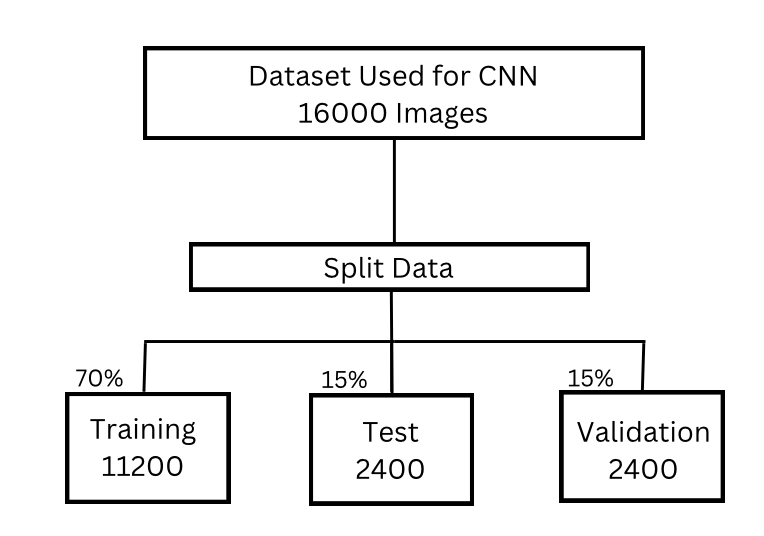 Dataset Used for CNN
16000 Images
Split Data
70%
Training
11200
15%
Test
2400
15%
Validation
2400